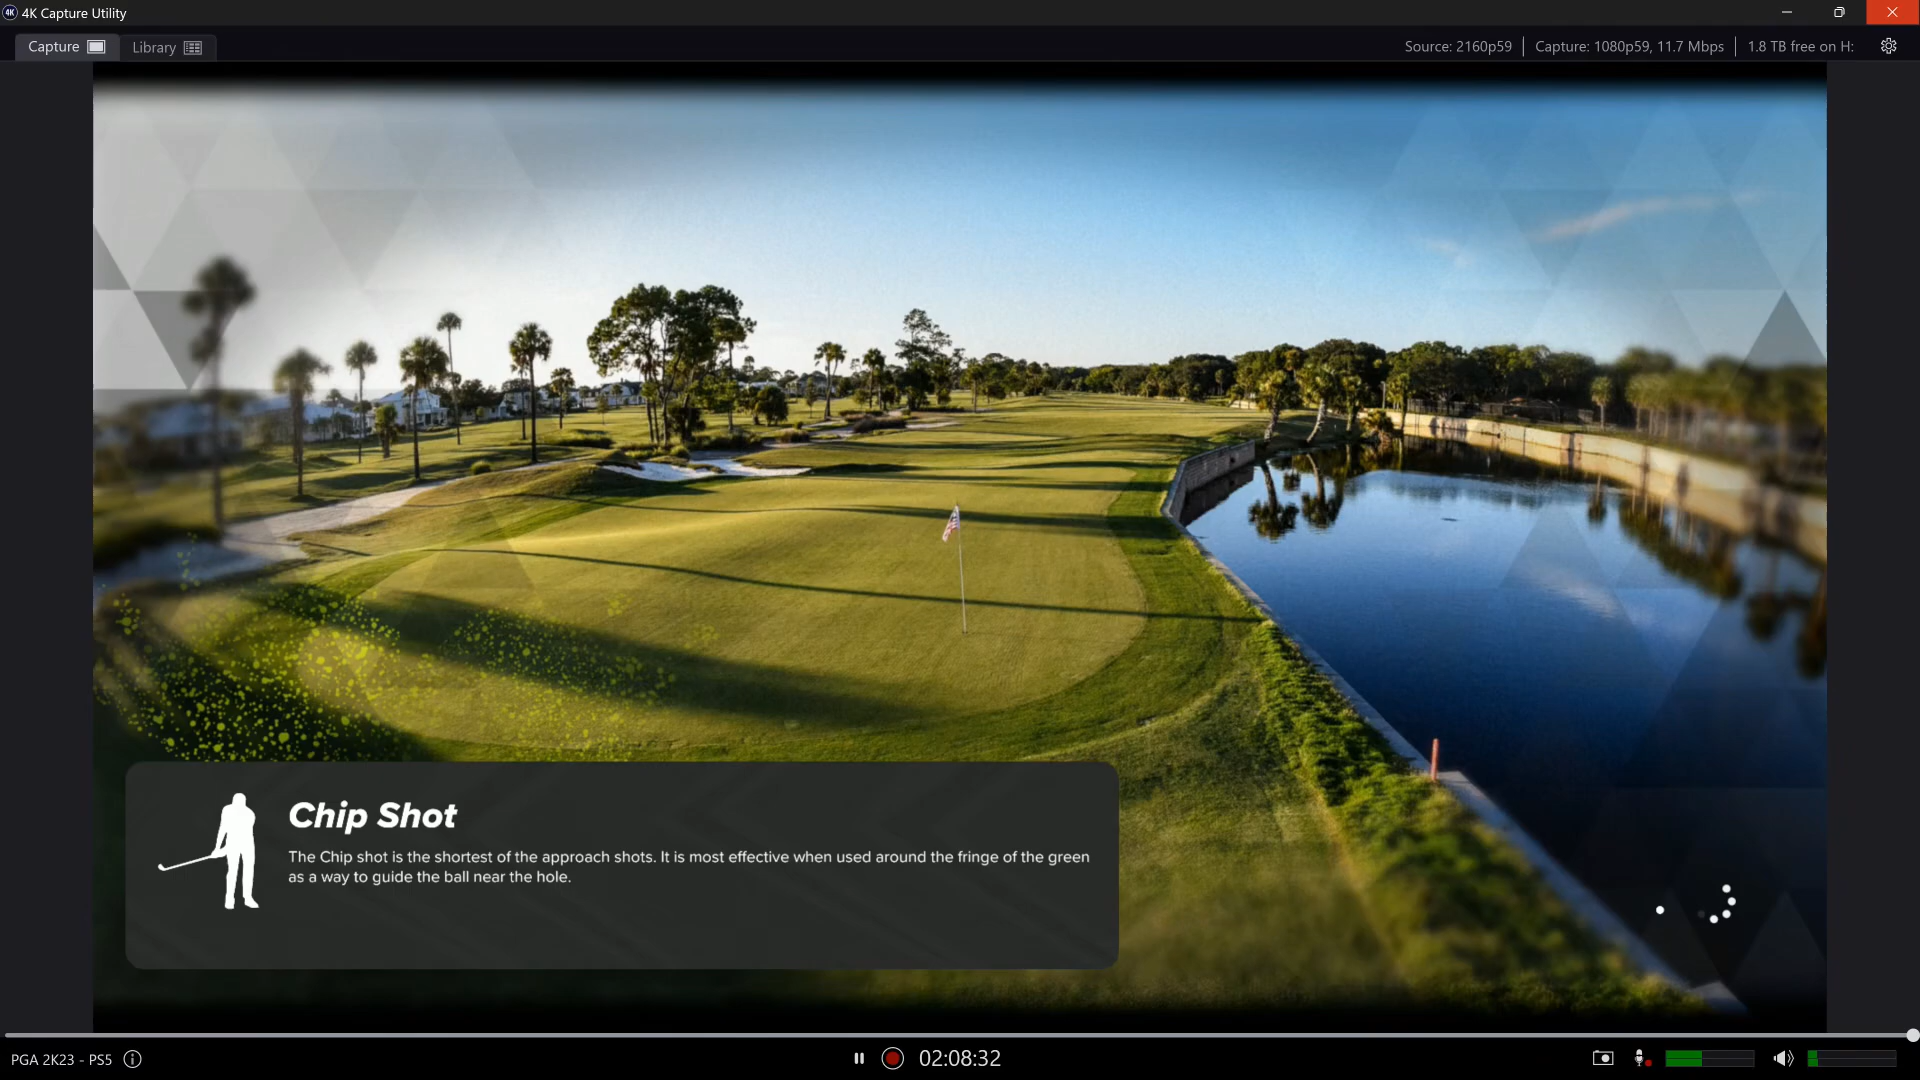 4K 4K Capture Utility
Capture
Library
Source: 2160p59
Capture: 1080p59, 11.7 Mbps
1.8 TB free on H:
Chip Shot
The Chip shot is the shortest of the approach shots. It is most effective when used around the fringe of the green
as a way to guide the ball near the hole.
PGA 2K23 - PS5
02:08:32